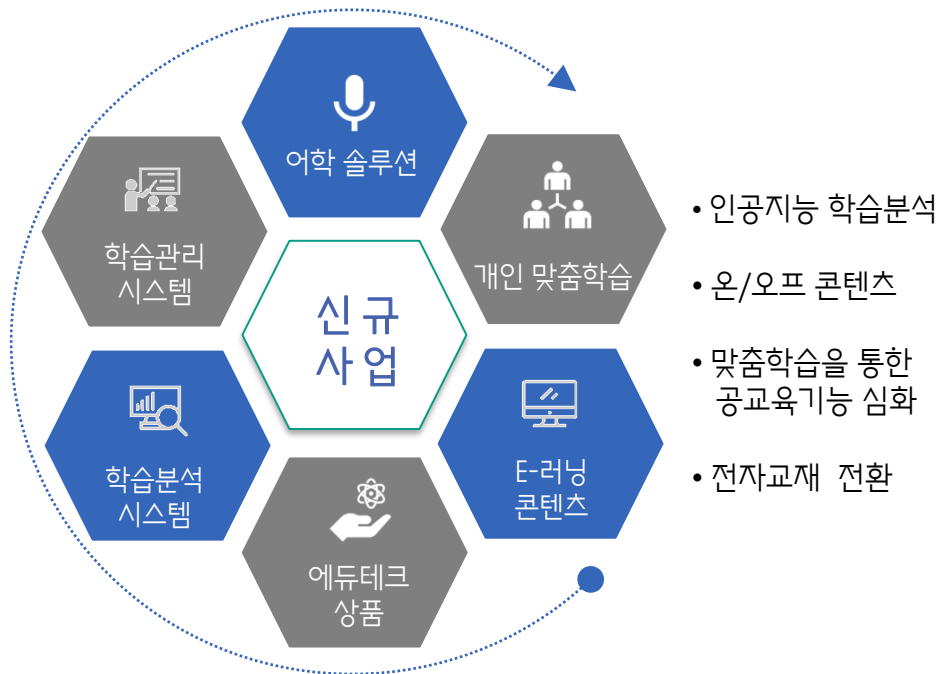 어학 솔루션
학습관리
시스템
개인 맞춤학습
신규
사업
학습분석
시스템
E-러닝
콘텐츠
에듀테크
상품
• 인공지능 학습분석
• 온/오프 콘텐츠
• 맞춤학습을 통한
공교육기능 심화
• 전자교재 전환